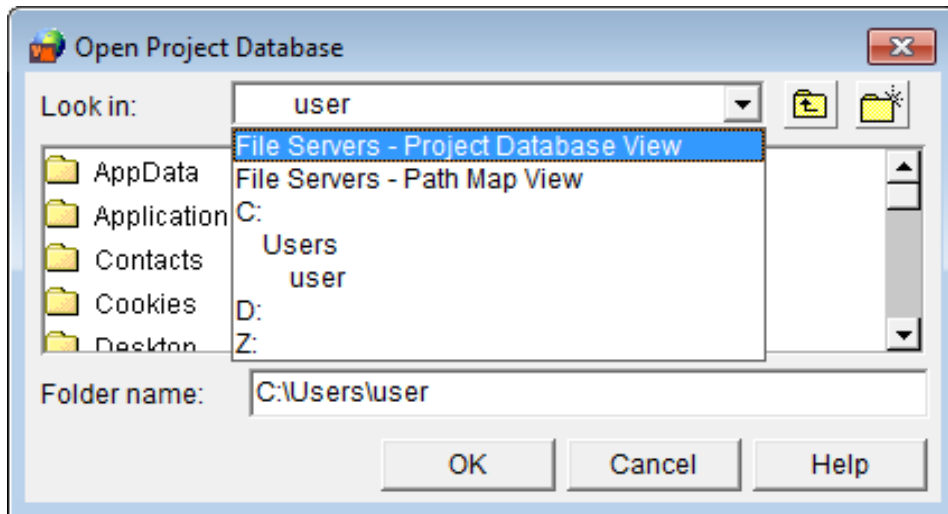 Open Project Database
Look in:
user
File Servers - Project Database View
File Servers - Path Map View
C:
Users
user
D:
Z:
AppData
Application
Contacts
Cookies
Desktop
Folder name:
C:\Users\user
OK
Cancel
Help